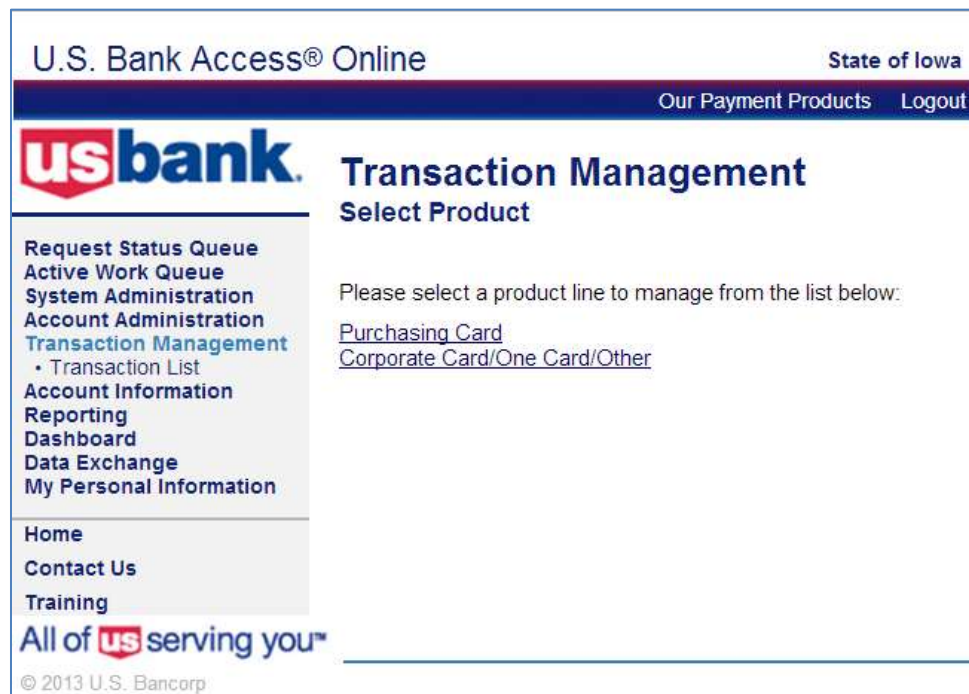 U.S. Bank Access® Online
State of Iowa
Our Payment Products Logout
usbank.
Transaction Management
Select Product
Request Status Queue
Active Work Queue
System Administration
Account Administration
Transaction Management
• Transaction List
Account Information
Reporting
Dashboard
Data Exchange
My Personal Information
Please select a product line to manage from the list below:
Purchasing Card
Corporate Card/One Card/Other
Home
Contact Us
Training
All of us serving you℠
© 2013 U.S. Bancorp